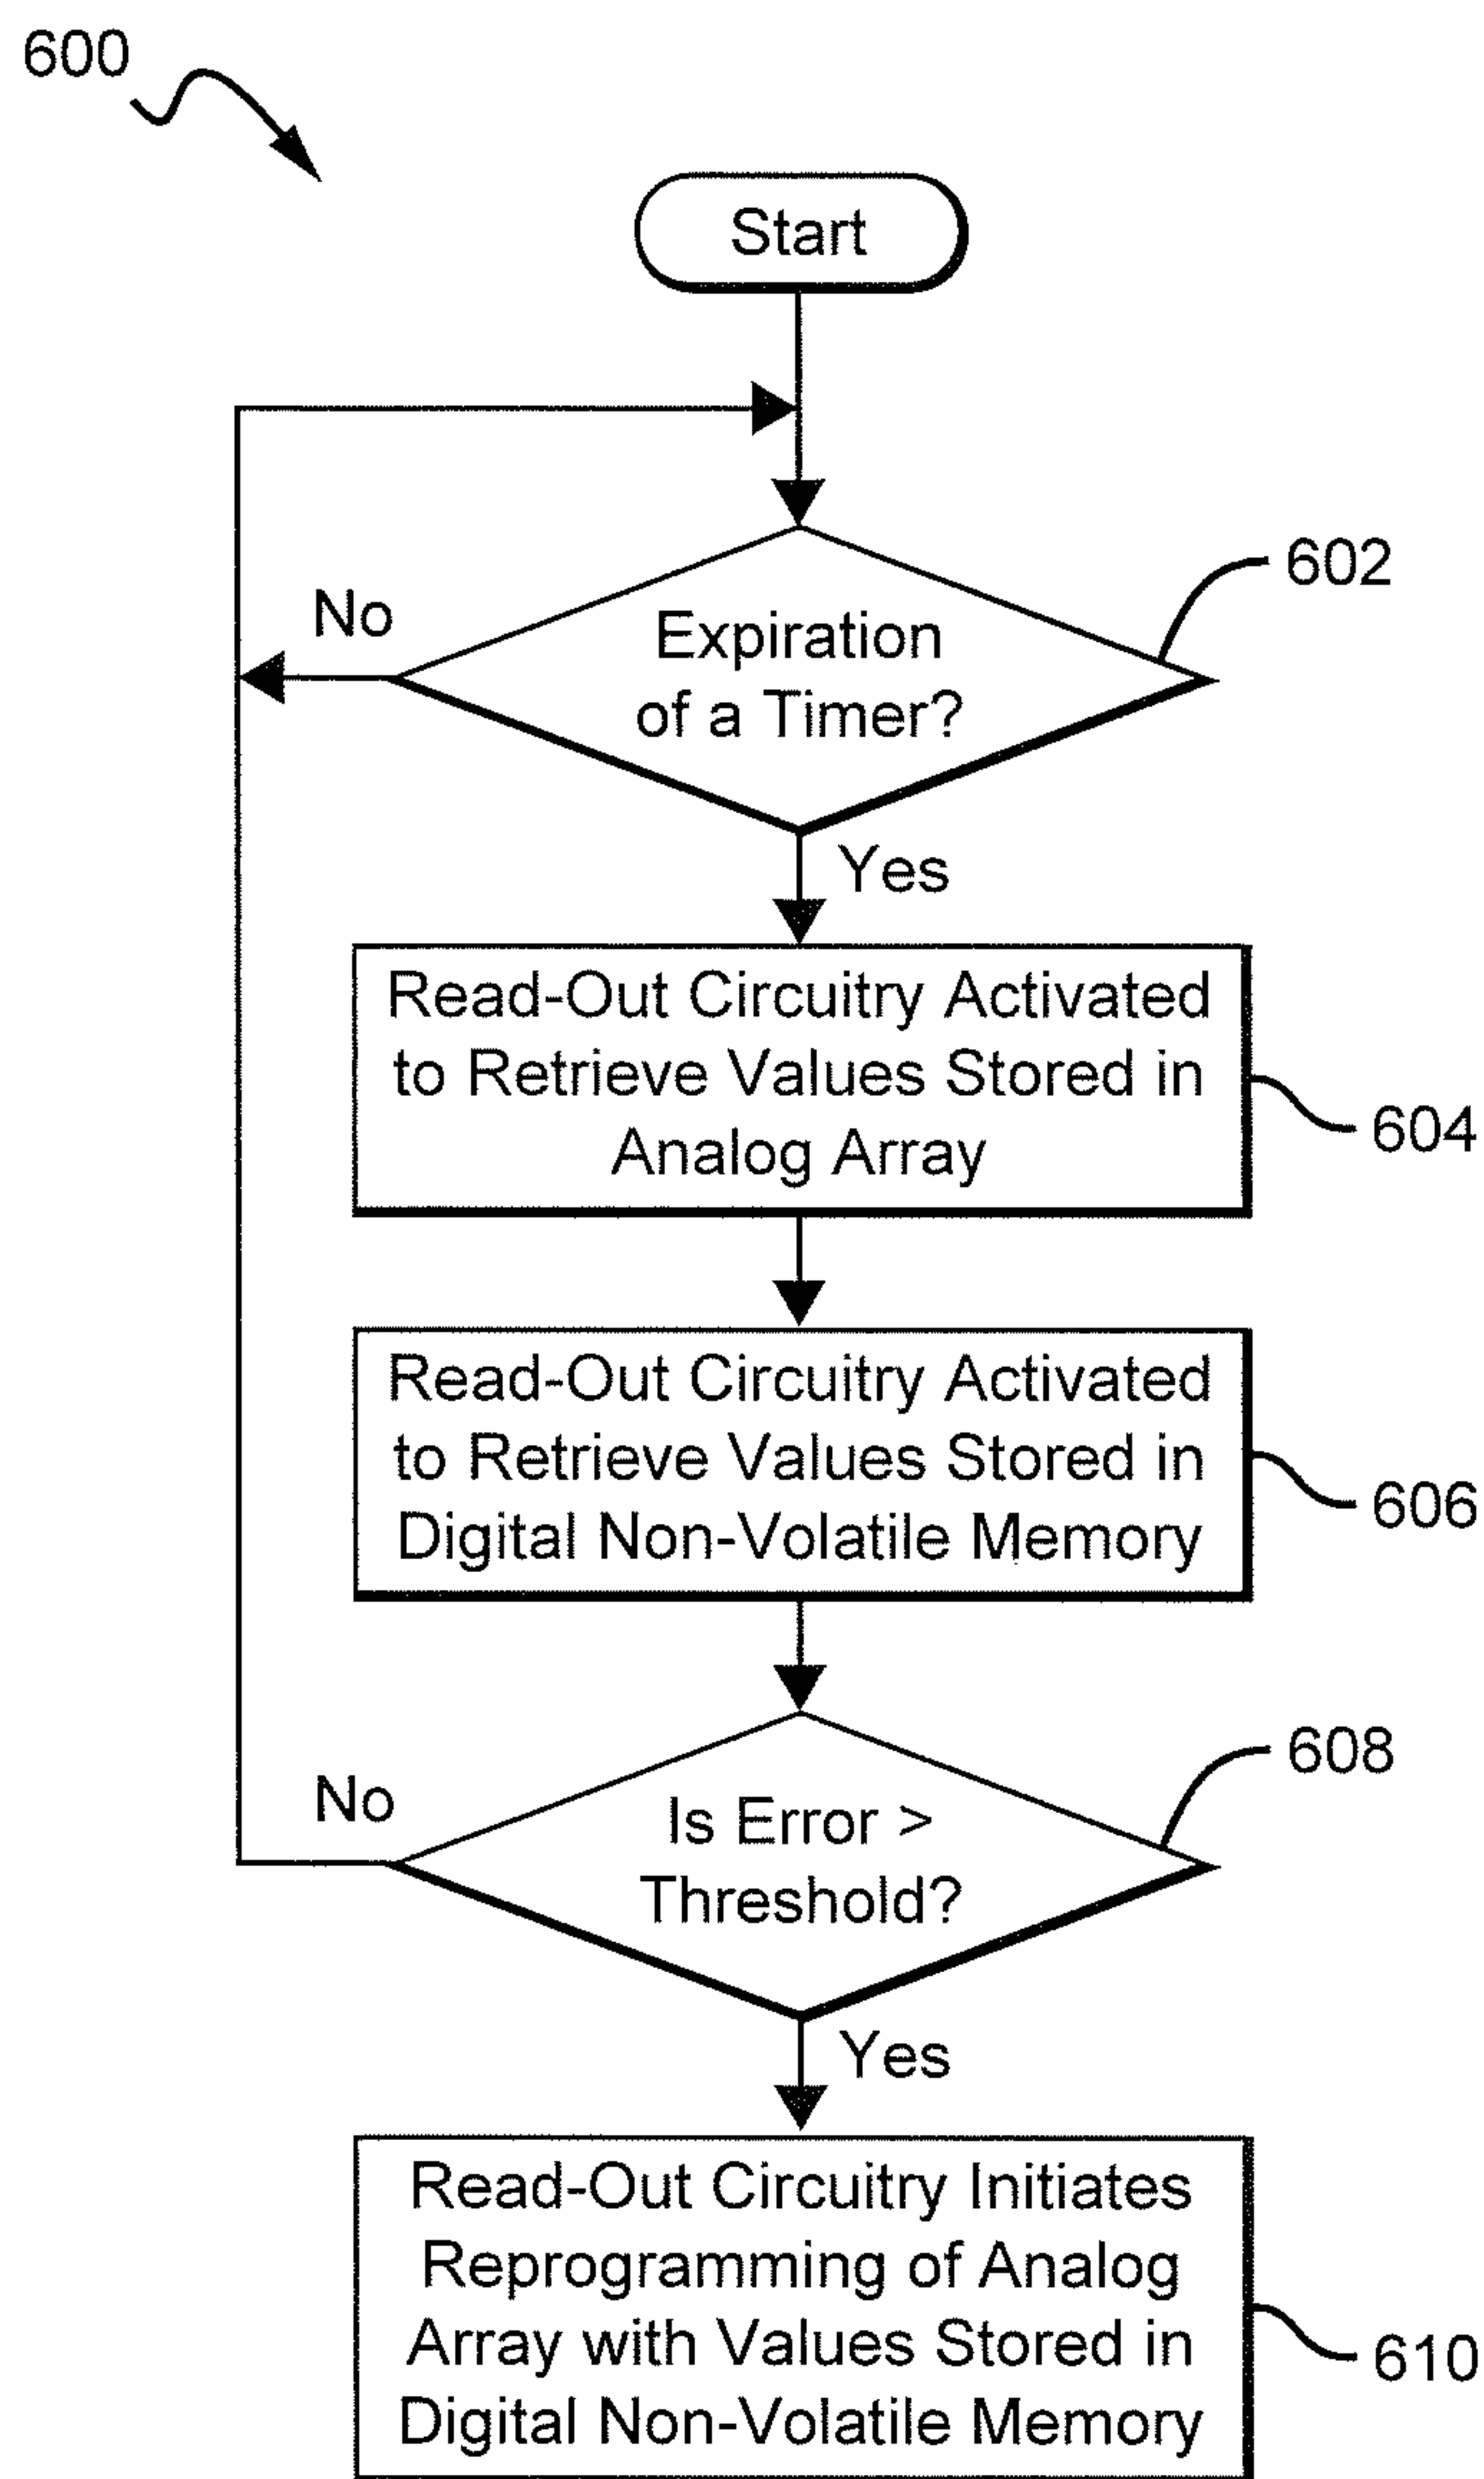 600
Start
602
No
Expiration
of a Timer?
Yes
Read-Out Circuitry Activated
to Retrieve Values Stored in
Analog Array
604
Read-Out Circuitry Activated
to Retrieve Values Stored in
Digital Non-Volatile Memory
606
608
No
Is Error >
Threshold?
Yes
Read-Out Circuitry Initiates
Reprogramming of Analog
Array with Values Stored in
Digital Non-Volatile Memory
610